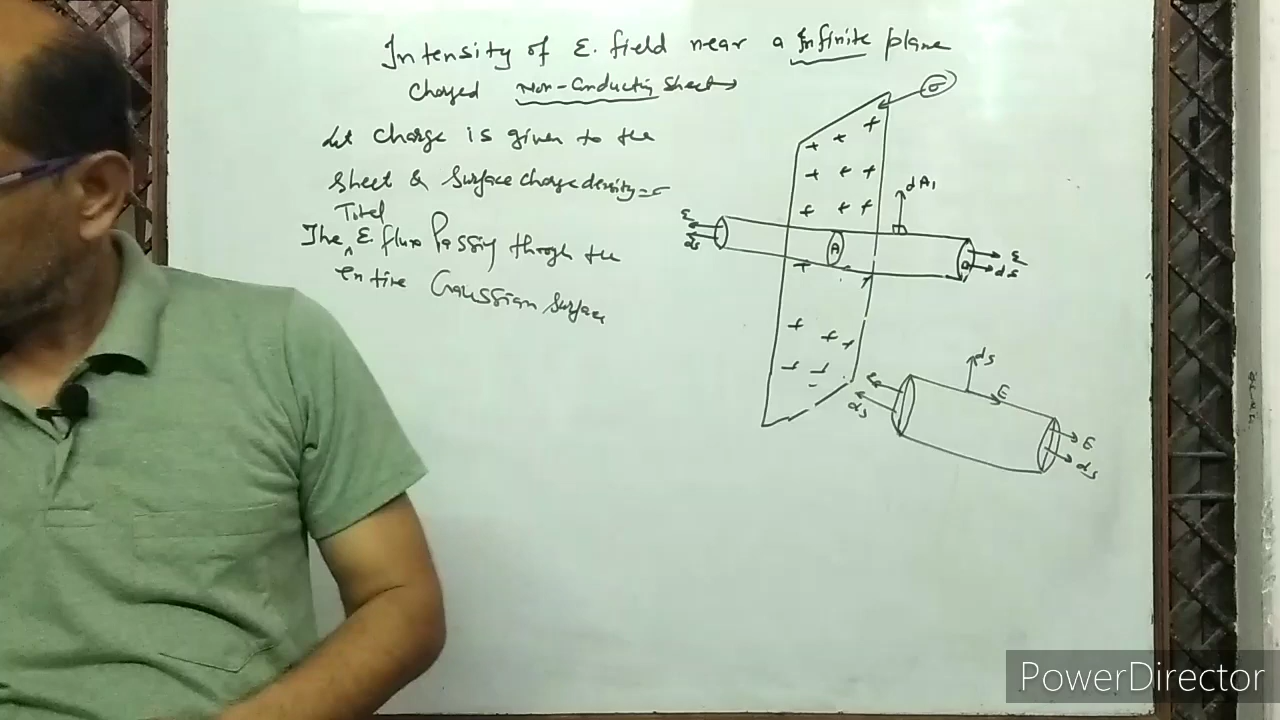 Intensity of E. field near a Infinite plane
charged Non-Conducting Sheet
Let charge is given to the
Sheet & Surface charge density = σ
Total
The E. flux Passing through the
entire Gaussian Surface
σ
+ + +
+ + +
+ + +
dA1
E
ds
A
E
ds
ds
E
ds
E
ds
PowerDirector